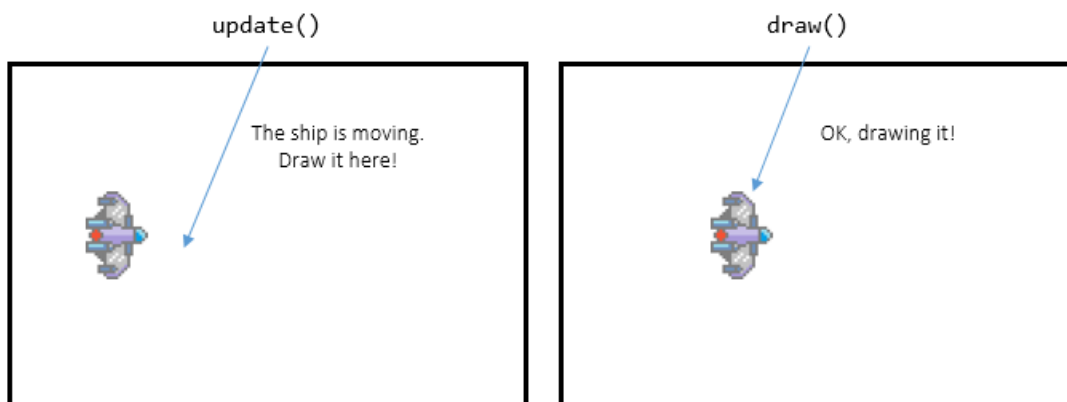 update()
draw()
The ship is moving.
Draw it here!
OK, drawing it!